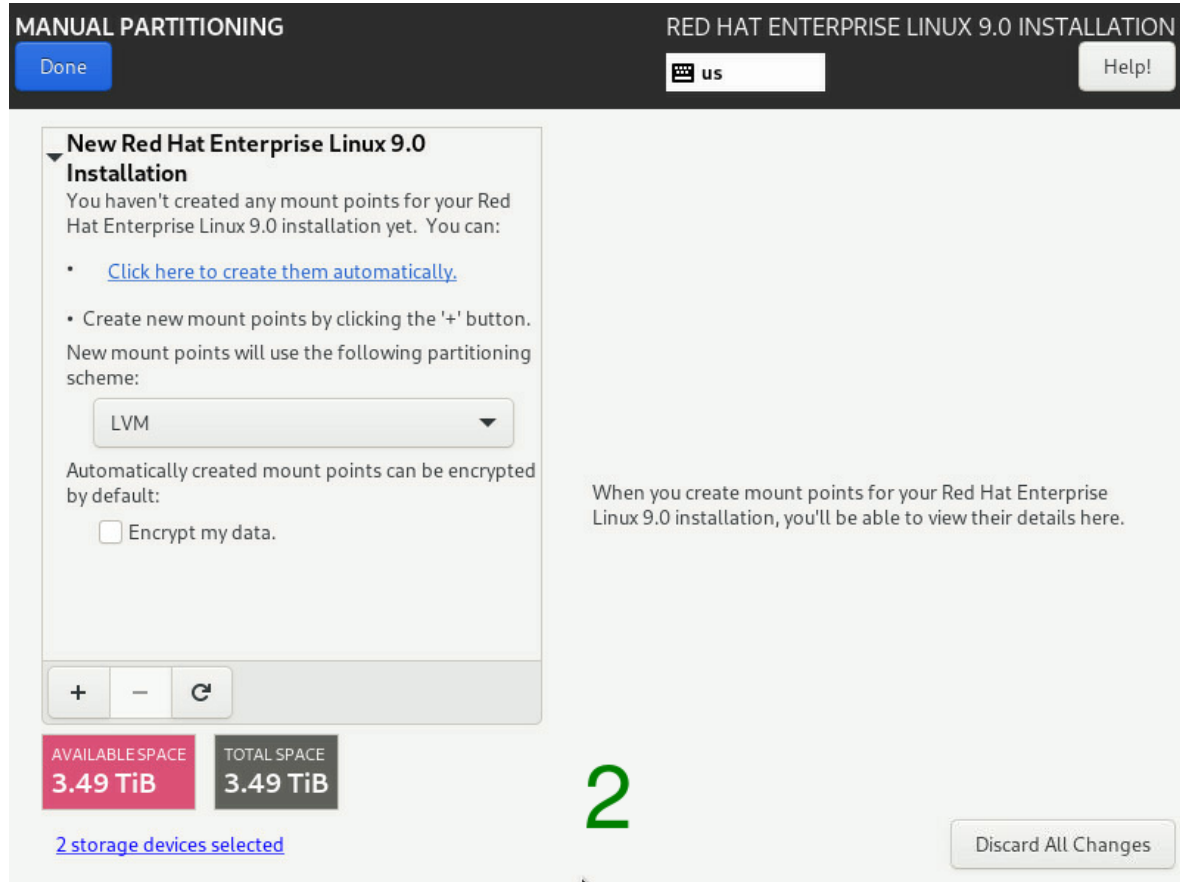 MANUAL PARTITIONING
RED HAT ENTERPRISE LINUX 9.0 INSTALLATION
Done
us
Help!
New Red Hat Enterprise Linux 9.0
Installation
You haven't created any mount points for your Red
Hat Enterprise Linux 9.0 installation yet.  You can:
• Click here to create them automatically.
• Create new mount points by clicking the '+' button.
New mount points will use the following partitioning
scheme:
LVM
Automatically created mount points can be encrypted
by default:
Encrypt my data.
When you create mount points for your Red Hat Enterprise
Linux 9.0 installation, you'll be able to view their details here.
+ −
AVAILABLE SPACE
3.49 TiB
TOTAL SPACE
3.49 TiB
2
2 storage devices selected
Discard All Changes